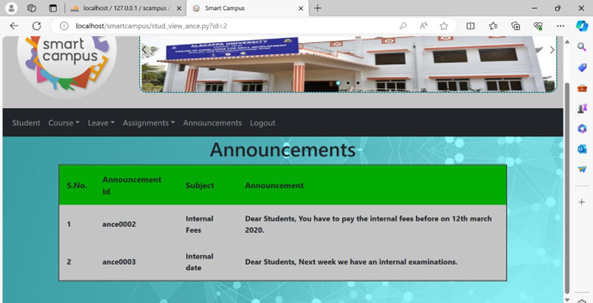 localhost / 127.0.0.1 / scampus /
Smart Campus
localhost/smartcampus/stud_view_ance.py?id=2
smart
campus
ALAGAPPA UNIVERSITY
Student Course Leave Assignments Announcements Logout
Announcements
S.No. Announcement Id Subject Announcement
1 ance0002 Internal Fees Dear Students, You have to pay the internal fees before on 12th march
2020.
2 ance0003 Internal date Dear Students, Next week we have an internal examinations.